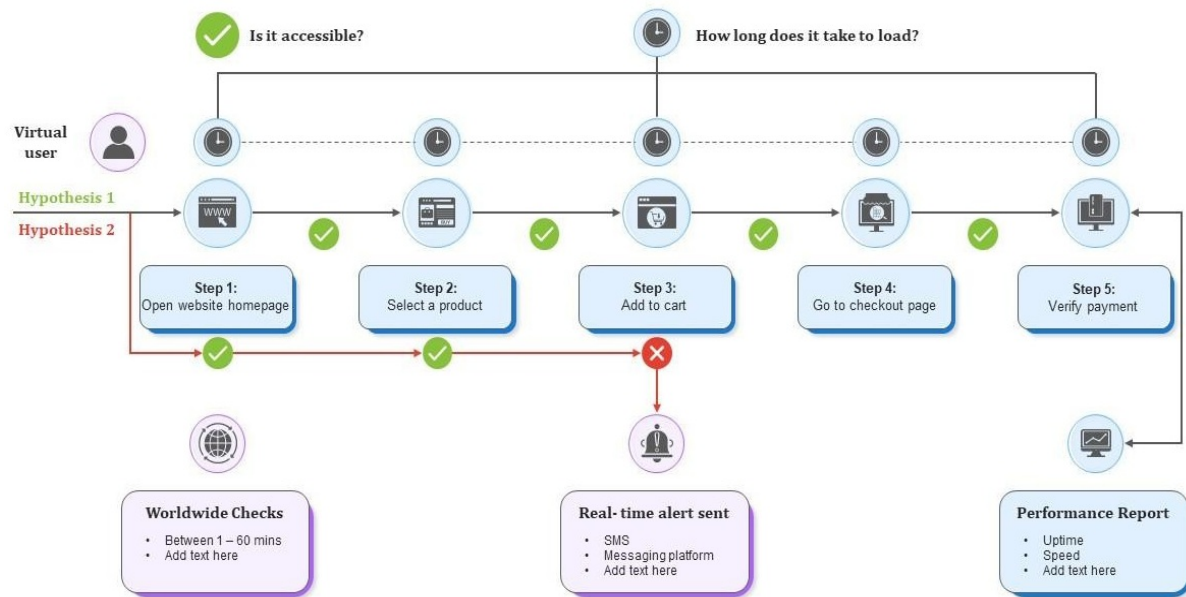 Is it accessible?
How long does it take to load?
Virtual
user
Hypothesis 1
Hypothesis 2
WWW
BUY
Step 1:
Open website homepage
Step 2:
Select a product
Step 3:
Add to cart
Step 4:
Go to checkout page
Step 5:
Verify payment
Worldwide Checks
• Between 1 – 60 mins
• Add text here
Real- time alert sent
• SMS
• Messaging platform
• Add text here
Performance Report
• Uptime
• Speed
• Add text here